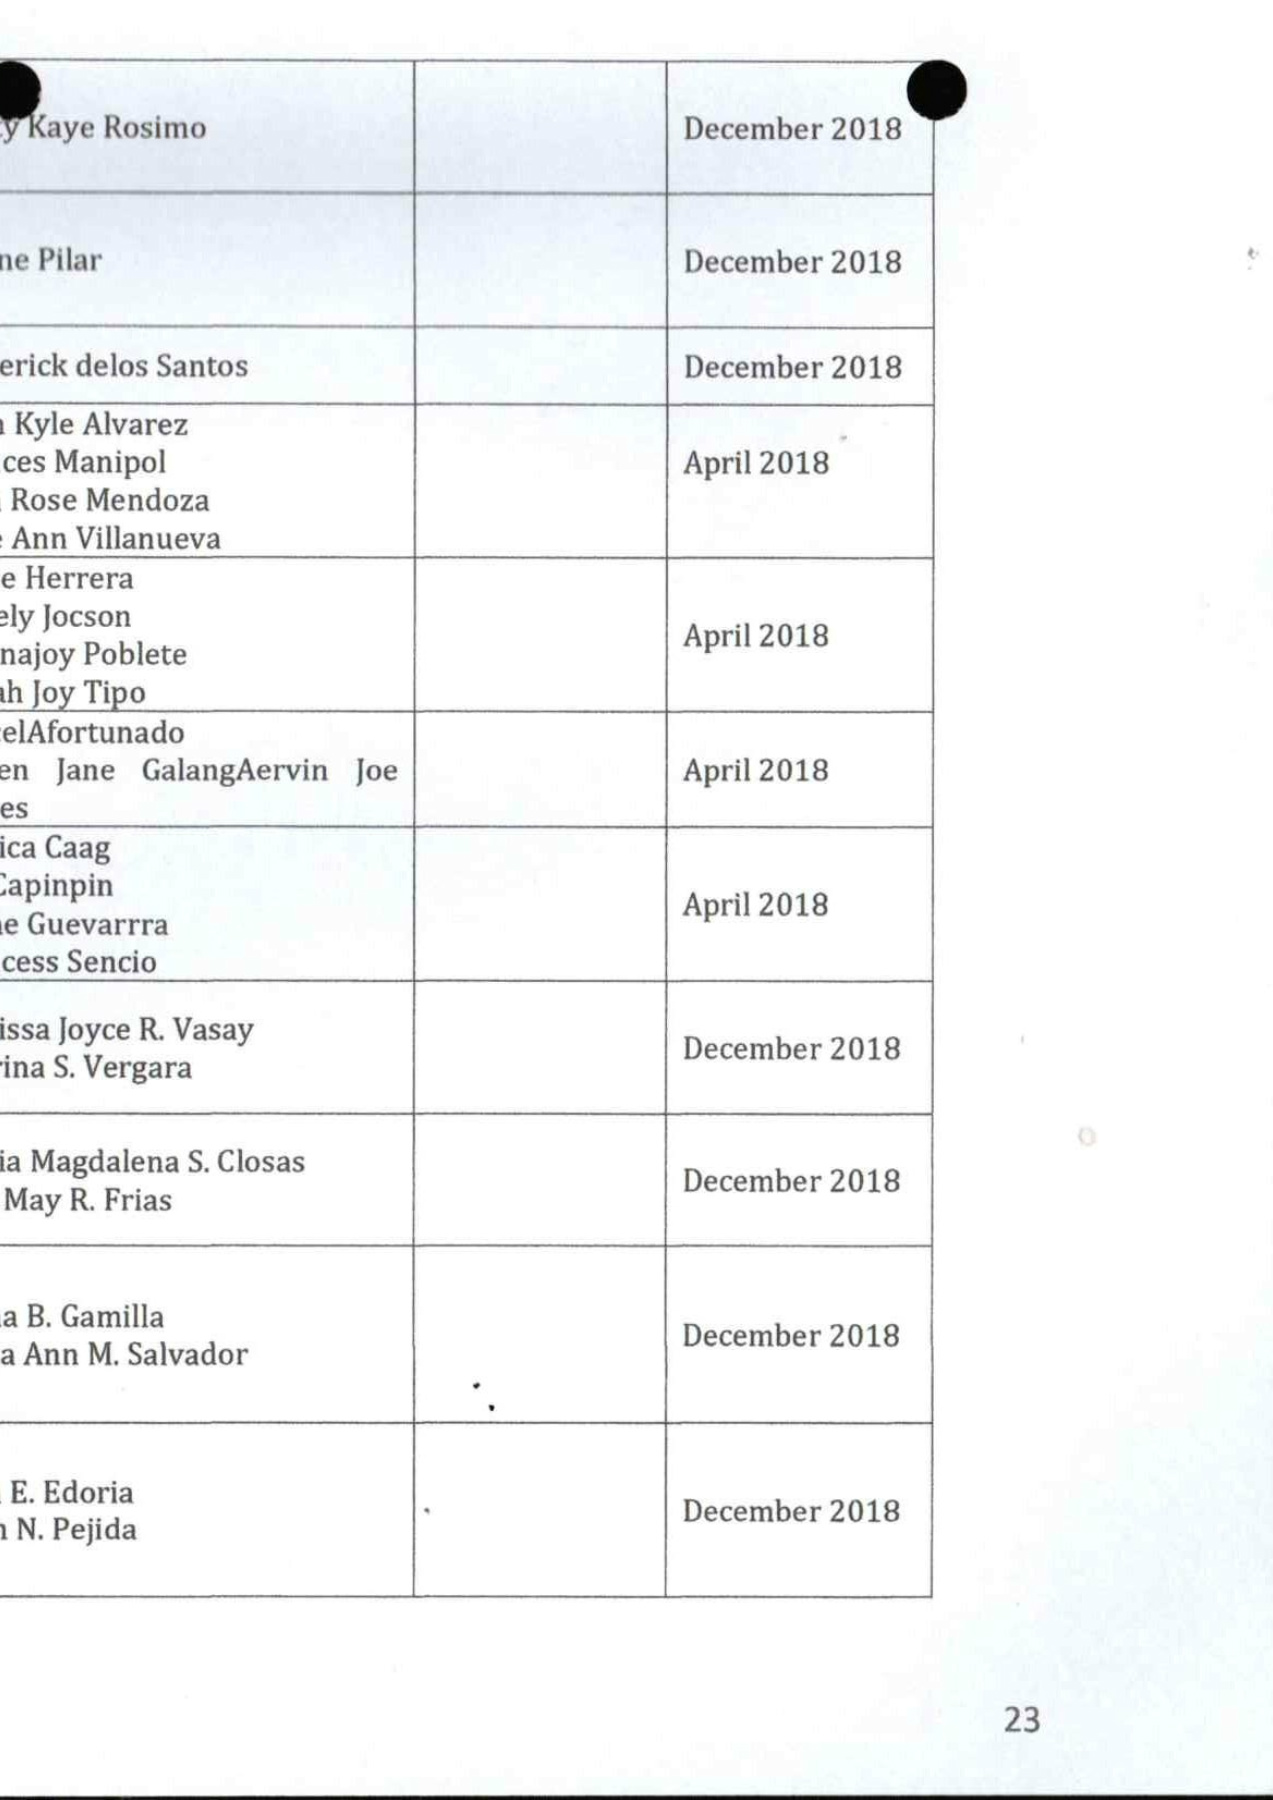 Kaye Rosimo December 2018
ne Pilar December 2018
erick delos Santos December 2018
Kyle Alvarez
ces Manipol April 2018
Rose Mendoza
Ann Villanueva
e Herrera
ely Jocson April 2018
najoy Poblete
ah Joy Tipo
elAfortunado
en Jane GalangAervin Joe April 2018
es
ica Caag
Capinpin April 2018
ne Guevarrra
cess Sencio
issa Joyce R. Vasay December 2018
rina S. Vergara
ia Magdalena S. Closas December 2018
May R. Frias
a B. Gamilla December 2018
a Ann M. Salvador
E. Edoria December 2018
N. Pejida
23